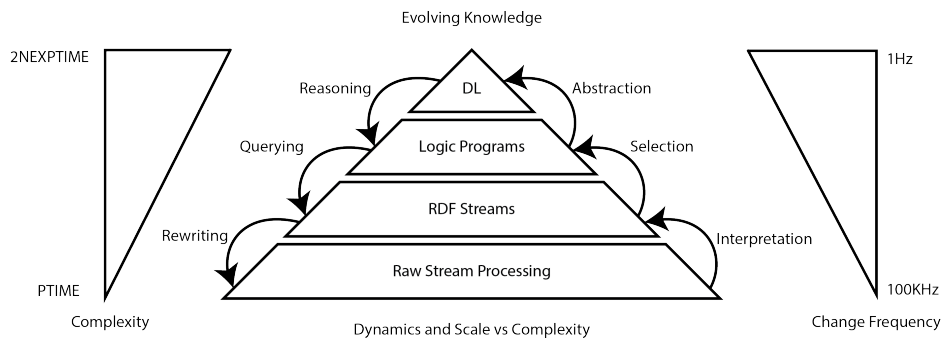 Evolving Knowledge
2NEXPTIME
1Hz
Reasoning
DL
Abstraction
Querying
Logic Programs
Selection
RDF Streams
Rewriting
Interpretation
Raw Stream Processing
PTIME
100KHz
Complexity
Dynamics and Scale vs Complexity
Change Frequency